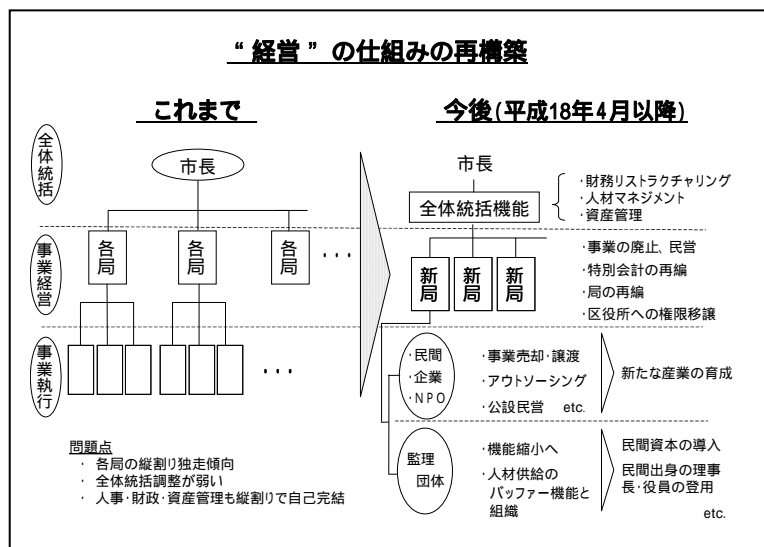 “経営”の仕組みの再構築
これまで
今後(平成18年4月以降)
全体統括
市長
各局
各局
各局
・・・
事業経営
事業執行
・・・
問題点
・ 各局の縦割り独走傾向
・ 全体統括調整が弱い
・ 人事・財政・資産管理も縦割りで自己完結
市長
全体統括機能
・財務リストラクチャリング
・人材マネジメント
・資産管理
新局
新局
新局
・事業の廃止、民営
・特別会計の再編
・局の再編
・区役所への権限移譲
・民間
・企業
・NPO
・事業売却・譲渡
・アウトソーシング
・公設民営 etc.
新たな産業の育成
監理
団体
・機能縮小へ
・人材供給の
バッファー機能と
組織
民間資本の導入
民間出身の理事
長・役員の登用
etc.